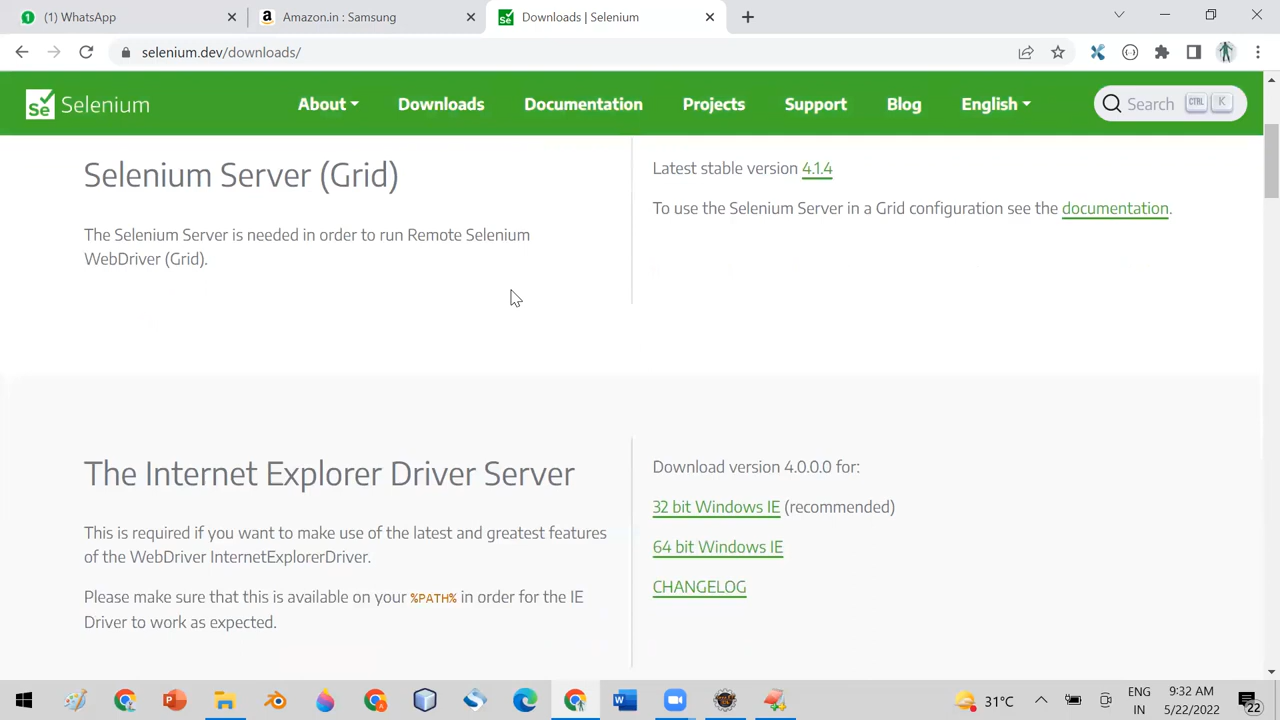 (1) WhatsApp
Amazon.in : Samsung
Downloads | Selenium
selenium.dev/downloads/
Selenium
About
Downloads
Documentation
Projects
Support
Blog
English
Search CTRL K
Selenium Server (Grid)
The Selenium Server is needed in order to run Remote Selenium
WebDriver (Grid).
Latest stable version 4.1.4
To use the Selenium Server in a Grid configuration see the documentation.
The Internet Explorer Driver Server
This is required if you want to make use of the latest and greatest features
of the WebDriver InternetExplorerDriver.
Please make sure that this is available on your %PATH% in order for the IE
Driver to work as expected.
Download version 4.0.0.0 for:
32 bit Windows IE (recommended)
64 bit Windows IE
CHANGELOG
31°C
ENG
IN
9:32 AM
5/22/2022
22